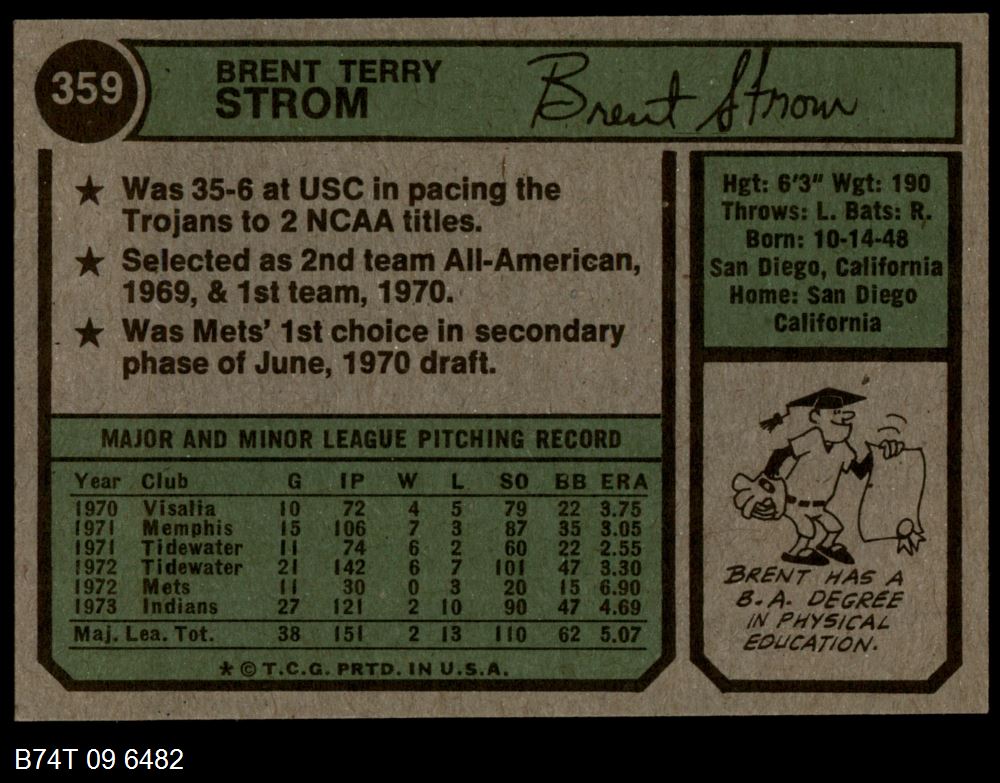 359
BRENT TERRY
STROM
Brent Strom
★ Was 35-6 at USC in pacing the
Trojans to 2 NCAA titles.
★ Selected as 2nd team All-American,
1969, & 1st team, 1970.
★ Was Mets' 1st choice in secondary
phase of June, 1970 draft.
Hgt: 6'3" Wgt: 190
Throws: L. Bats: R.
Born: 10-14-48
San Diego, California
Home: San Diego
California
MAJOR AND MINOR LEAGUE PITCHING RECORD
Year Club G IP W L SO BB ERA
1970 Visalia 10 72 4 5 79 22 3.75
1971 Memphis 15 106 7 3 87 35 3.05
1971 Tidewater 11 74 6 2 60 22 2.55
1972 Tidewater 21 142 6 7 101 47 3.30
1972 Mets 11 30 0 3 20 15 6.90
1973 Indians 27 121 2 10 90 47 4.69
Maj. Lea. Tot. 38 151 2 13 110 62 5.07
* © T.C.G. PRTD. IN U.S.A.
BRENT HAS A
B.A. DEGREE
IN PHYSICAL
EDUCATION.
B74T 09 6482